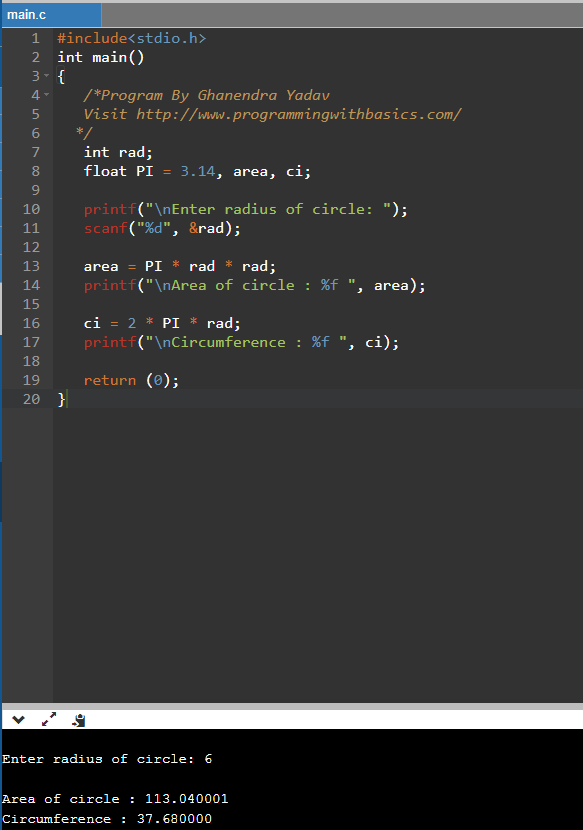 main.c
1 #include<stdio.h>
2 int main()
3 {
4 /*Program By Ghanendra Yadav
5 Visit http://www.programmingwithbasics.com/
6 */
7 int rad;
8 float PI = 3.14, area, ci;
9
10 printf("\nEnter radius of circle: ");
11 scanf("%d", &rad);
12
13 area = PI * rad * rad;
14 printf("\nArea of circle : %f ", area);
15
16 ci = 2 * PI * rad;
17 printf("\nCircumference : %f ", ci);
18
19 return (0);
20 }
Enter radius of circle: 6
Area of circle : 113.040001
Circumference : 37.680000